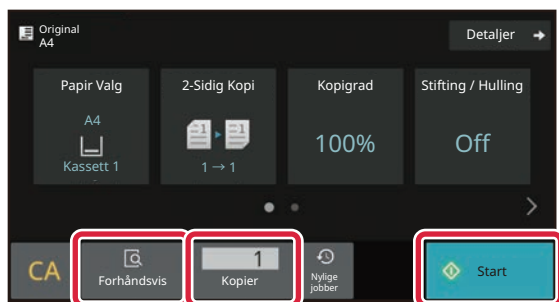 Original
A4
Detaljer
Papir Valg
A4
Kassett 1
2-Sidig Kopi
1 → 1
Kopigrad
100%
Stifting / Hulling
Off
CA
Forhåndsvis
1
Kopier
Nylige
jobber
Start